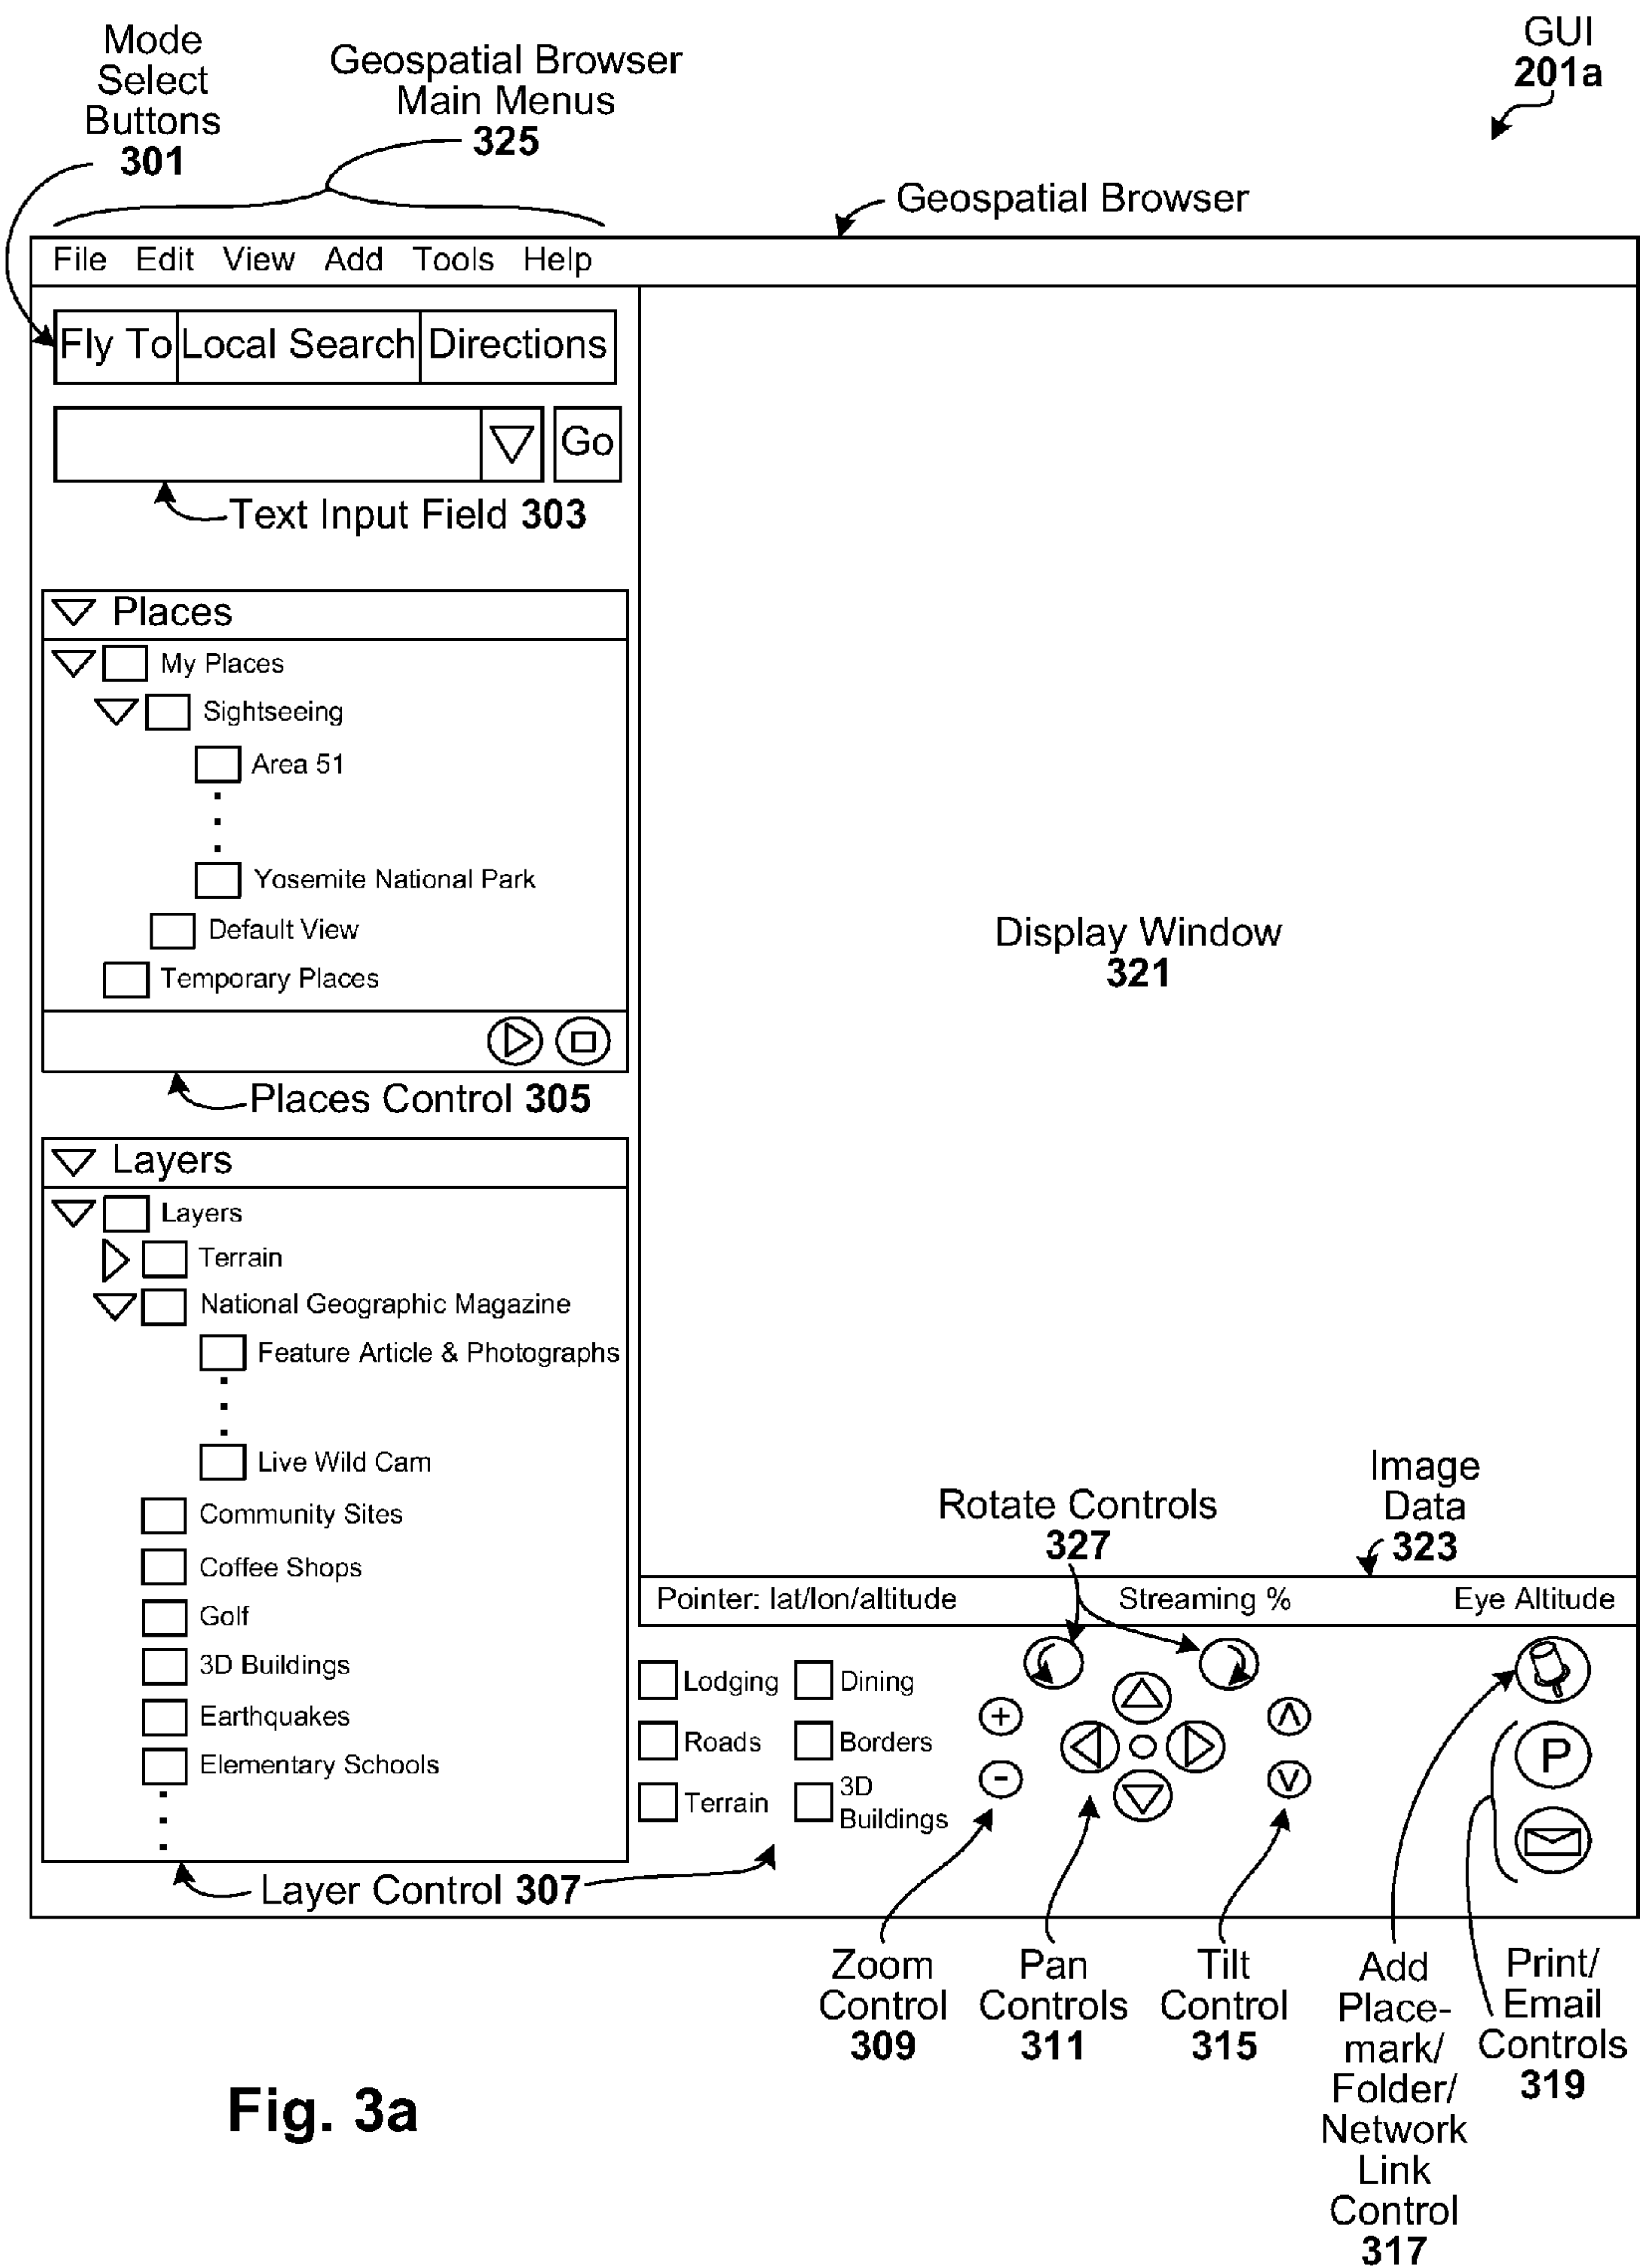 Mode
Select
Buttons
301
Geospatial Browser
Main Menus
325
GUI
201a
Geospatial Browser
File Edit View Add Tools Help
Fly To Local Search Directions
Go
Text Input Field 303
Places
My Places
Sightseeing
Area 51
Yosemite National Park
Default View
Temporary Places
Places Control 305
Layers
Layers
Terrain
National Geographic Magazine
Feature Article & Photographs
Live Wild Cam
Community Sites
Coffee Shops
Golf
3D Buildings
Earthquakes
Elementary Schools
Layer Control 307
Display Window
321
Rotate Controls
327
Image
Data
323
Pointer: lat/lon/altitude Streaming % Eye Altitude
Lodging Dining
Roads Borders
Terrain 3D
Buildings
P
Zoom
Control
309
Pan
Controls
311
Tilt
Control
315
Add
Place-
mark/
Folder/
Network
Link
Control
317
Print/
Email
Controls
319
Fig. 3a